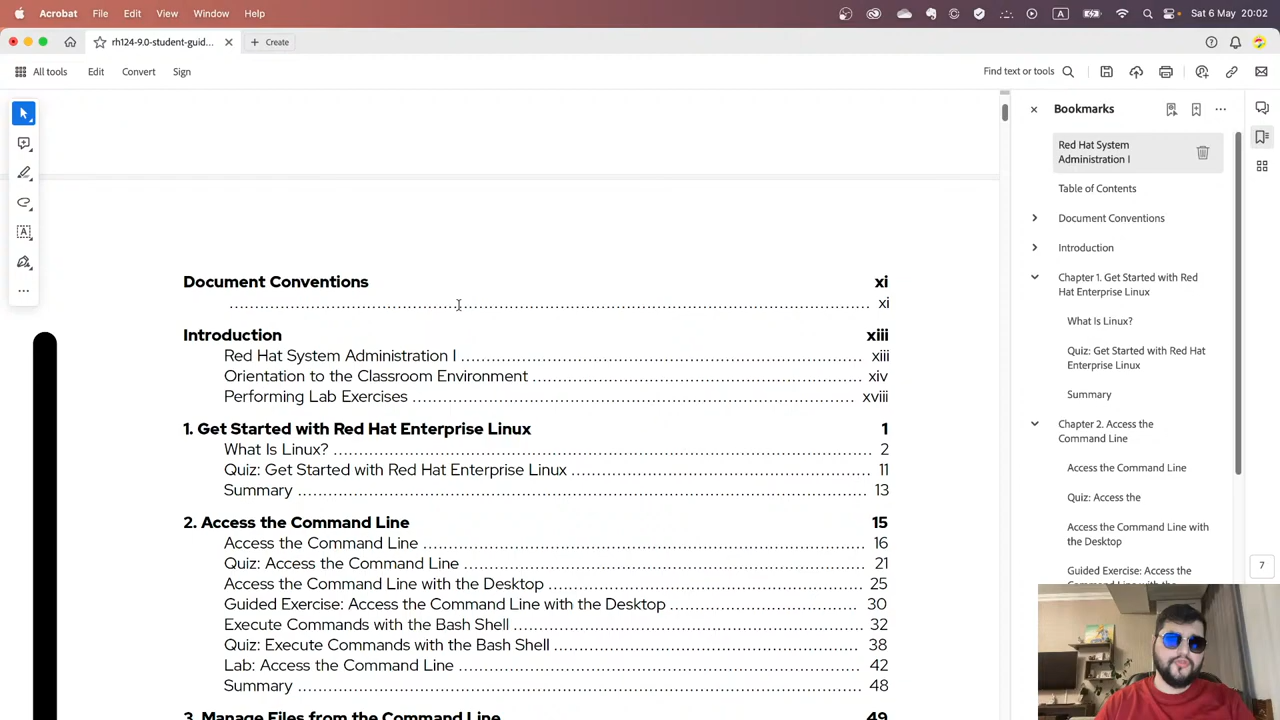 Acrobat File Edit View Window Help A Sat 6 May 20:02
rh124-9.0-student-guid... Create
All tools Edit Convert Sign Find text or tools
Bookmarks
Red Hat System
Administration I
Table of Contents
Document Conventions
Introduction
Chapter 1. Get Started with Red
Hat Enterprise Linux
What Is Linux?
Quiz: Get Started with Red Hat
Enterprise Linux
Summary
Chapter 2. Access the
Command Line
Access the Command Line
Quiz: Access the
Access the Command Line with
the Desktop
Guided Exercise: Access the
7
Document Conventions xi
xi
Introduction xiii
Red Hat System Administration I xiii
Orientation to the Classroom Environment xiv
Performing Lab Exercises xviii
1. Get Started with Red Hat Enterprise Linux 1
What Is Linux? 2
Quiz: Get Started with Red Hat Enterprise Linux 11
Summary 13
2. Access the Command Line 15
Access the Command Line 16
Quiz: Access the Command Line 21
Access the Command Line with the Desktop 25
Guided Exercise: Access the Command Line with the Desktop 30
Execute Commands with the Bash Shell 32
Quiz: Execute Commands with the Bash Shell 38
Lab: Access the Command Line 42
Summary 48
3. Manage Files from the Command Line 49